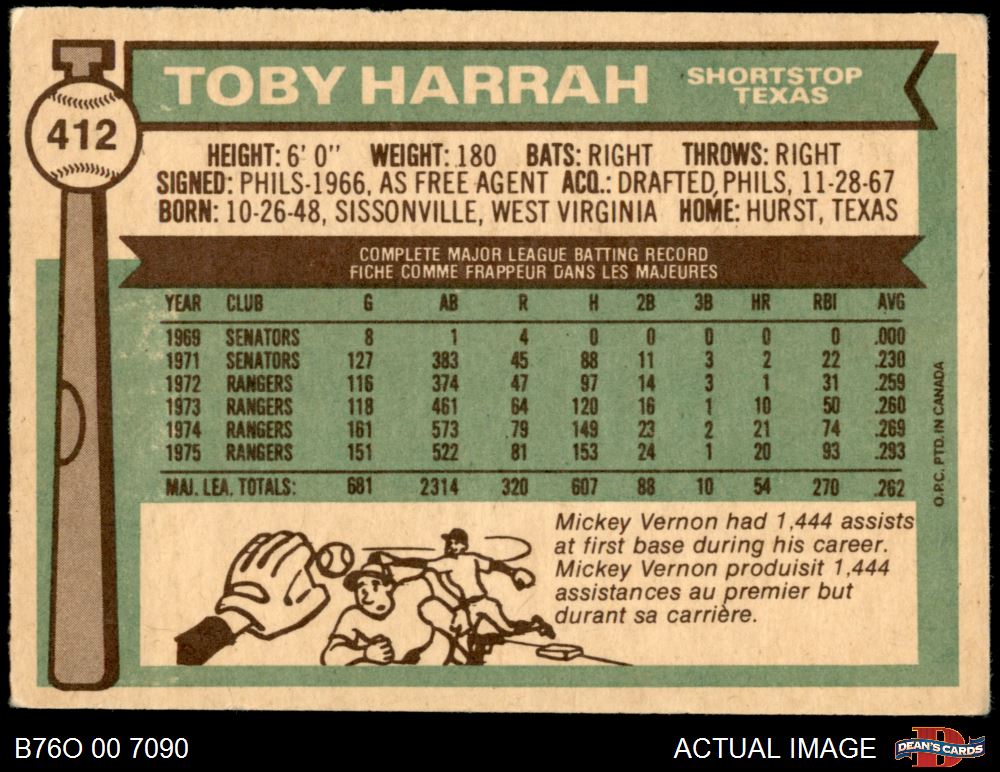 TOBY HARRAH
SHORTSTOP
TEXAS
412
HEIGHT: 6' 0" WEIGHT: 180 BATS: RIGHT THROWS: RIGHT
SIGNED: PHILS-1966, AS FREE AGENT ACQ.: DRAFTED, PHILS, 11-28-67
BORN: 10-26-48, SISSONVILLE, WEST VIRGINIA HOME: HURST, TEXAS
COMPLETE MAJOR LEAGUE BATTING RECORD
FICHE COMME FRAPPEUR DANS LES MAJEURES
YEAR CLUB G AB R H 2B 3B HR RBI AVG
1969 SENATORS 8 1 4 0 0 0 0 0 .000
1971 SENATORS 127 383 45 88 11 3 2 22 .230
1972 RANGERS 116 374 47 97 14 3 1 31 .259
1973 RANGERS 118 461 64 120 16 1 10 50 .260
1974 RANGERS 161 573 79 149 23 2 21 74 .269
1975 RANGERS 151 522 81 153 24 1 20 93 .293
MAJ. LEA. TOTALS: 681 2314 320 607 88 10 54 270 .262
O.P.C. PTD. IN CANADA
Mickey Vernon had 1,444 assists
at first base during his career.
Mickey Vernon produisit 1,444
assistances au premier but
durant sa carrière.
B76O 00 7090
ACTUAL IMAGE
D
DEAN'S CARDS